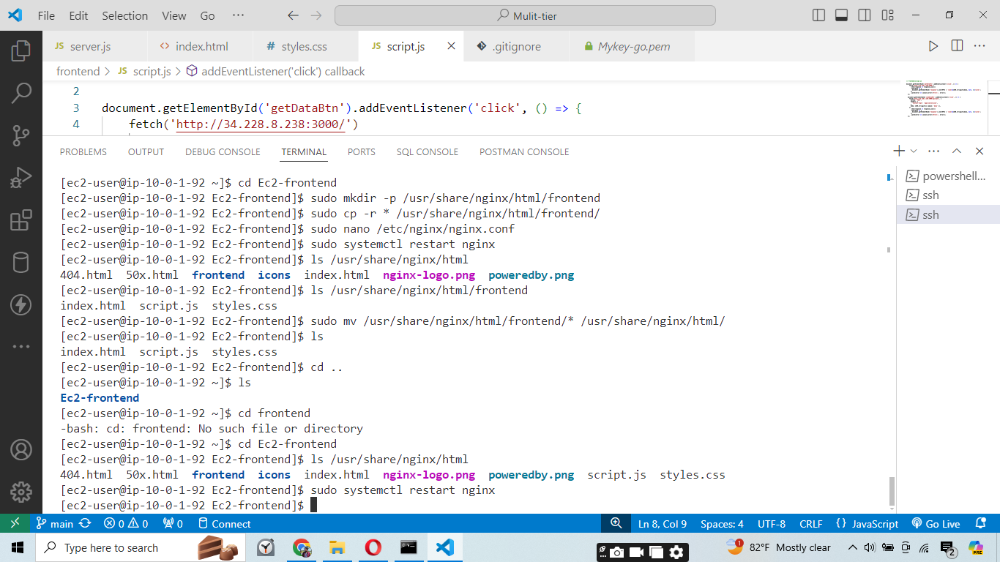 File Edit Selection View Go ··· Mulit-tier
JS server.js <> index.html # styles.css JS script.js .gitignore Mykey-go.pem
frontend > JS script.js > addEventListener('click') callback
2
3 document.getElementById('getDataBtn').addEventListener('click', () => {
4 fetch('http://34.228.8.238:3000/')
PROBLEMS OUTPUT DEBUG CONSOLE TERMINAL PORTS SQL CONSOLE POSTMAN CONSOLE
powershell...
ssh
ssh
[ec2-user@ip-10-0-1-92 ~]$ cd Ec2-frontend
[ec2-user@ip-10-0-1-92 Ec2-frontend]$ sudo mkdir -p /usr/share/nginx/html/frontend
[ec2-user@ip-10-0-1-92 Ec2-frontend]$ sudo cp -r * /usr/share/nginx/html/frontend/
[ec2-user@ip-10-0-1-92 Ec2-frontend]$ sudo nano /etc/nginx/nginx.conf
[ec2-user@ip-10-0-1-92 Ec2-frontend]$ sudo systemctl restart nginx
[ec2-user@ip-10-0-1-92 Ec2-frontend]$ ls /usr/share/nginx/html
404.html 50x.html frontend icons index.html nginx-logo.png poweredby.png
[ec2-user@ip-10-0-1-92 Ec2-frontend]$ ls /usr/share/nginx/html/frontend
index.html script.js styles.css
[ec2-user@ip-10-0-1-92 Ec2-frontend]$ sudo mv /usr/share/nginx/html/frontend/* /usr/share/nginx/html/
[ec2-user@ip-10-0-1-92 Ec2-frontend]$ ls
index.html script.js styles.css
[ec2-user@ip-10-0-1-92 Ec2-frontend]$ cd ..
[ec2-user@ip-10-0-1-92 ~]$ ls
Ec2-frontend
[ec2-user@ip-10-0-1-92 ~]$ cd frontend
-bash: cd: frontend: No such file or directory
[ec2-user@ip-10-0-1-92 ~]$ cd Ec2-frontend
[ec2-user@ip-10-0-1-92 Ec2-frontend]$ ls /usr/share/nginx/html
404.html 50x.html frontend icons index.html nginx-logo.png poweredby.png script.js styles.css
[ec2-user@ip-10-0-1-92 Ec2-frontend]$ sudo systemctl restart nginx
[ec2-user@ip-10-0-1-92 Ec2-frontend]$
main 0 0 0 Connect Ln 8, Col 9 Spaces: 4 UTF-8 CRLF {} JavaScript Go Live
Type here to search 1 82°F Mostly clear 2 PRE